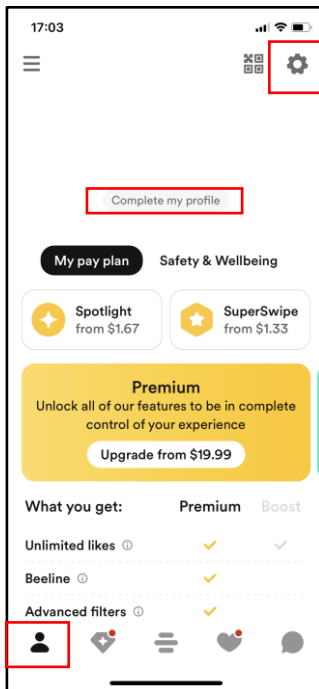 17:03
Complete my profile
My pay plan Safety & Wellbeing
Spotlight
from $1.67
SuperSwipe
from $1.33
Premium
Unlock all of our features to be in complete
control of your experience
Upgrade from $19.99
What you get: Premium Boost
Unlimited likes
Beeline
Advanced filters